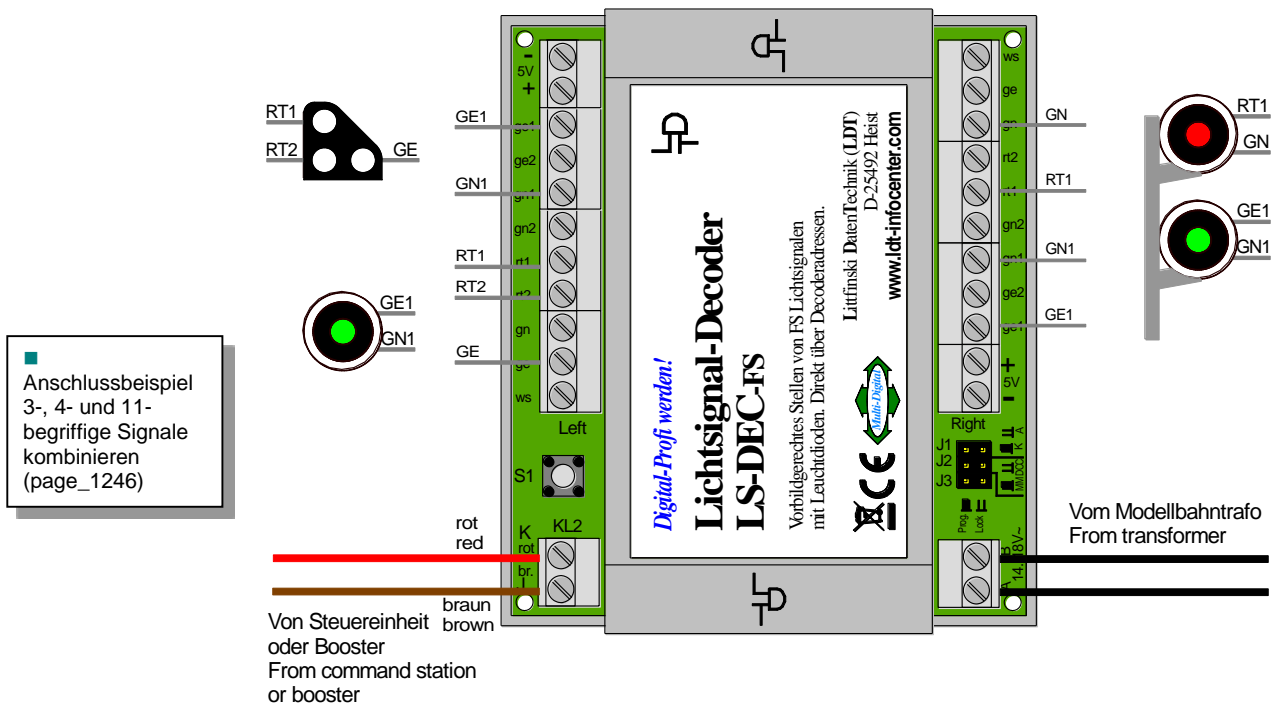 RT1
RT2
GE
GE1
GN1
■
Anschlussbeispiel
3-, 4- und 11-
begriffige Signale
kombinieren
(page_1246)
GE1
GN1
RT1
RT2
GE
-
5V
+
ge1
ge2
gn1
gn2
rt1
rt2
gn
ge
ws
Left
S1
KL2
K
rot
br.
rot
red
braun
brown
Von Steuereinheit
oder Booster
From command station
or booster
Digital-Profi werden!
Lichtsignal-Decoder
LS-DEC-FS
Vorbildgerechtes Stellen von FS Lichtsignalen
mit Leuchtdioden. Direkt über Decoderadressen.
Littfinski DatenTechnik (LDT)
D-25492 Heist
www.ldt-infocenter.com
Multi-Digital
CE
ws
ge
gn
rt2
rt1
gn2
gn1
ge2
ge1
+
5V
-
Right
J1
J2
J3
K A
MM DCC
Prog.
Lock
B
A
GN
RT1
GN1
GE1
RT1
GN
GE1
GN1
Vom Modellbahntrafo
From transformer